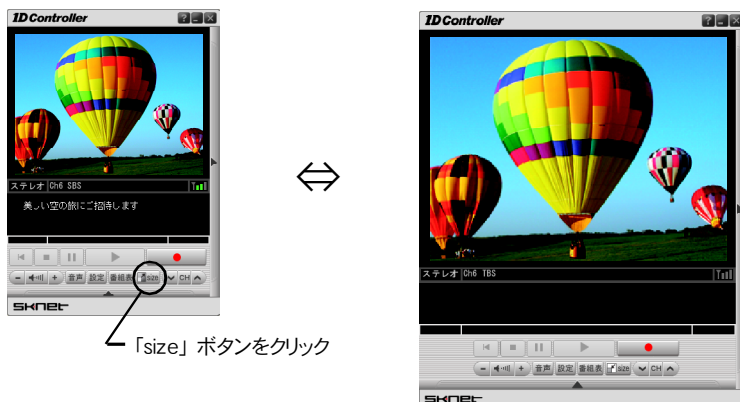 1D Controller
ステレオ Ch6 SBS
美しい空の旅にご招待します
音声 設定 番組表 size CH
SKNET
「size」ボタンをクリック
1D Controller
ステレオ Ch6 TBS
音声 設定 番組表 size CH
SKNET